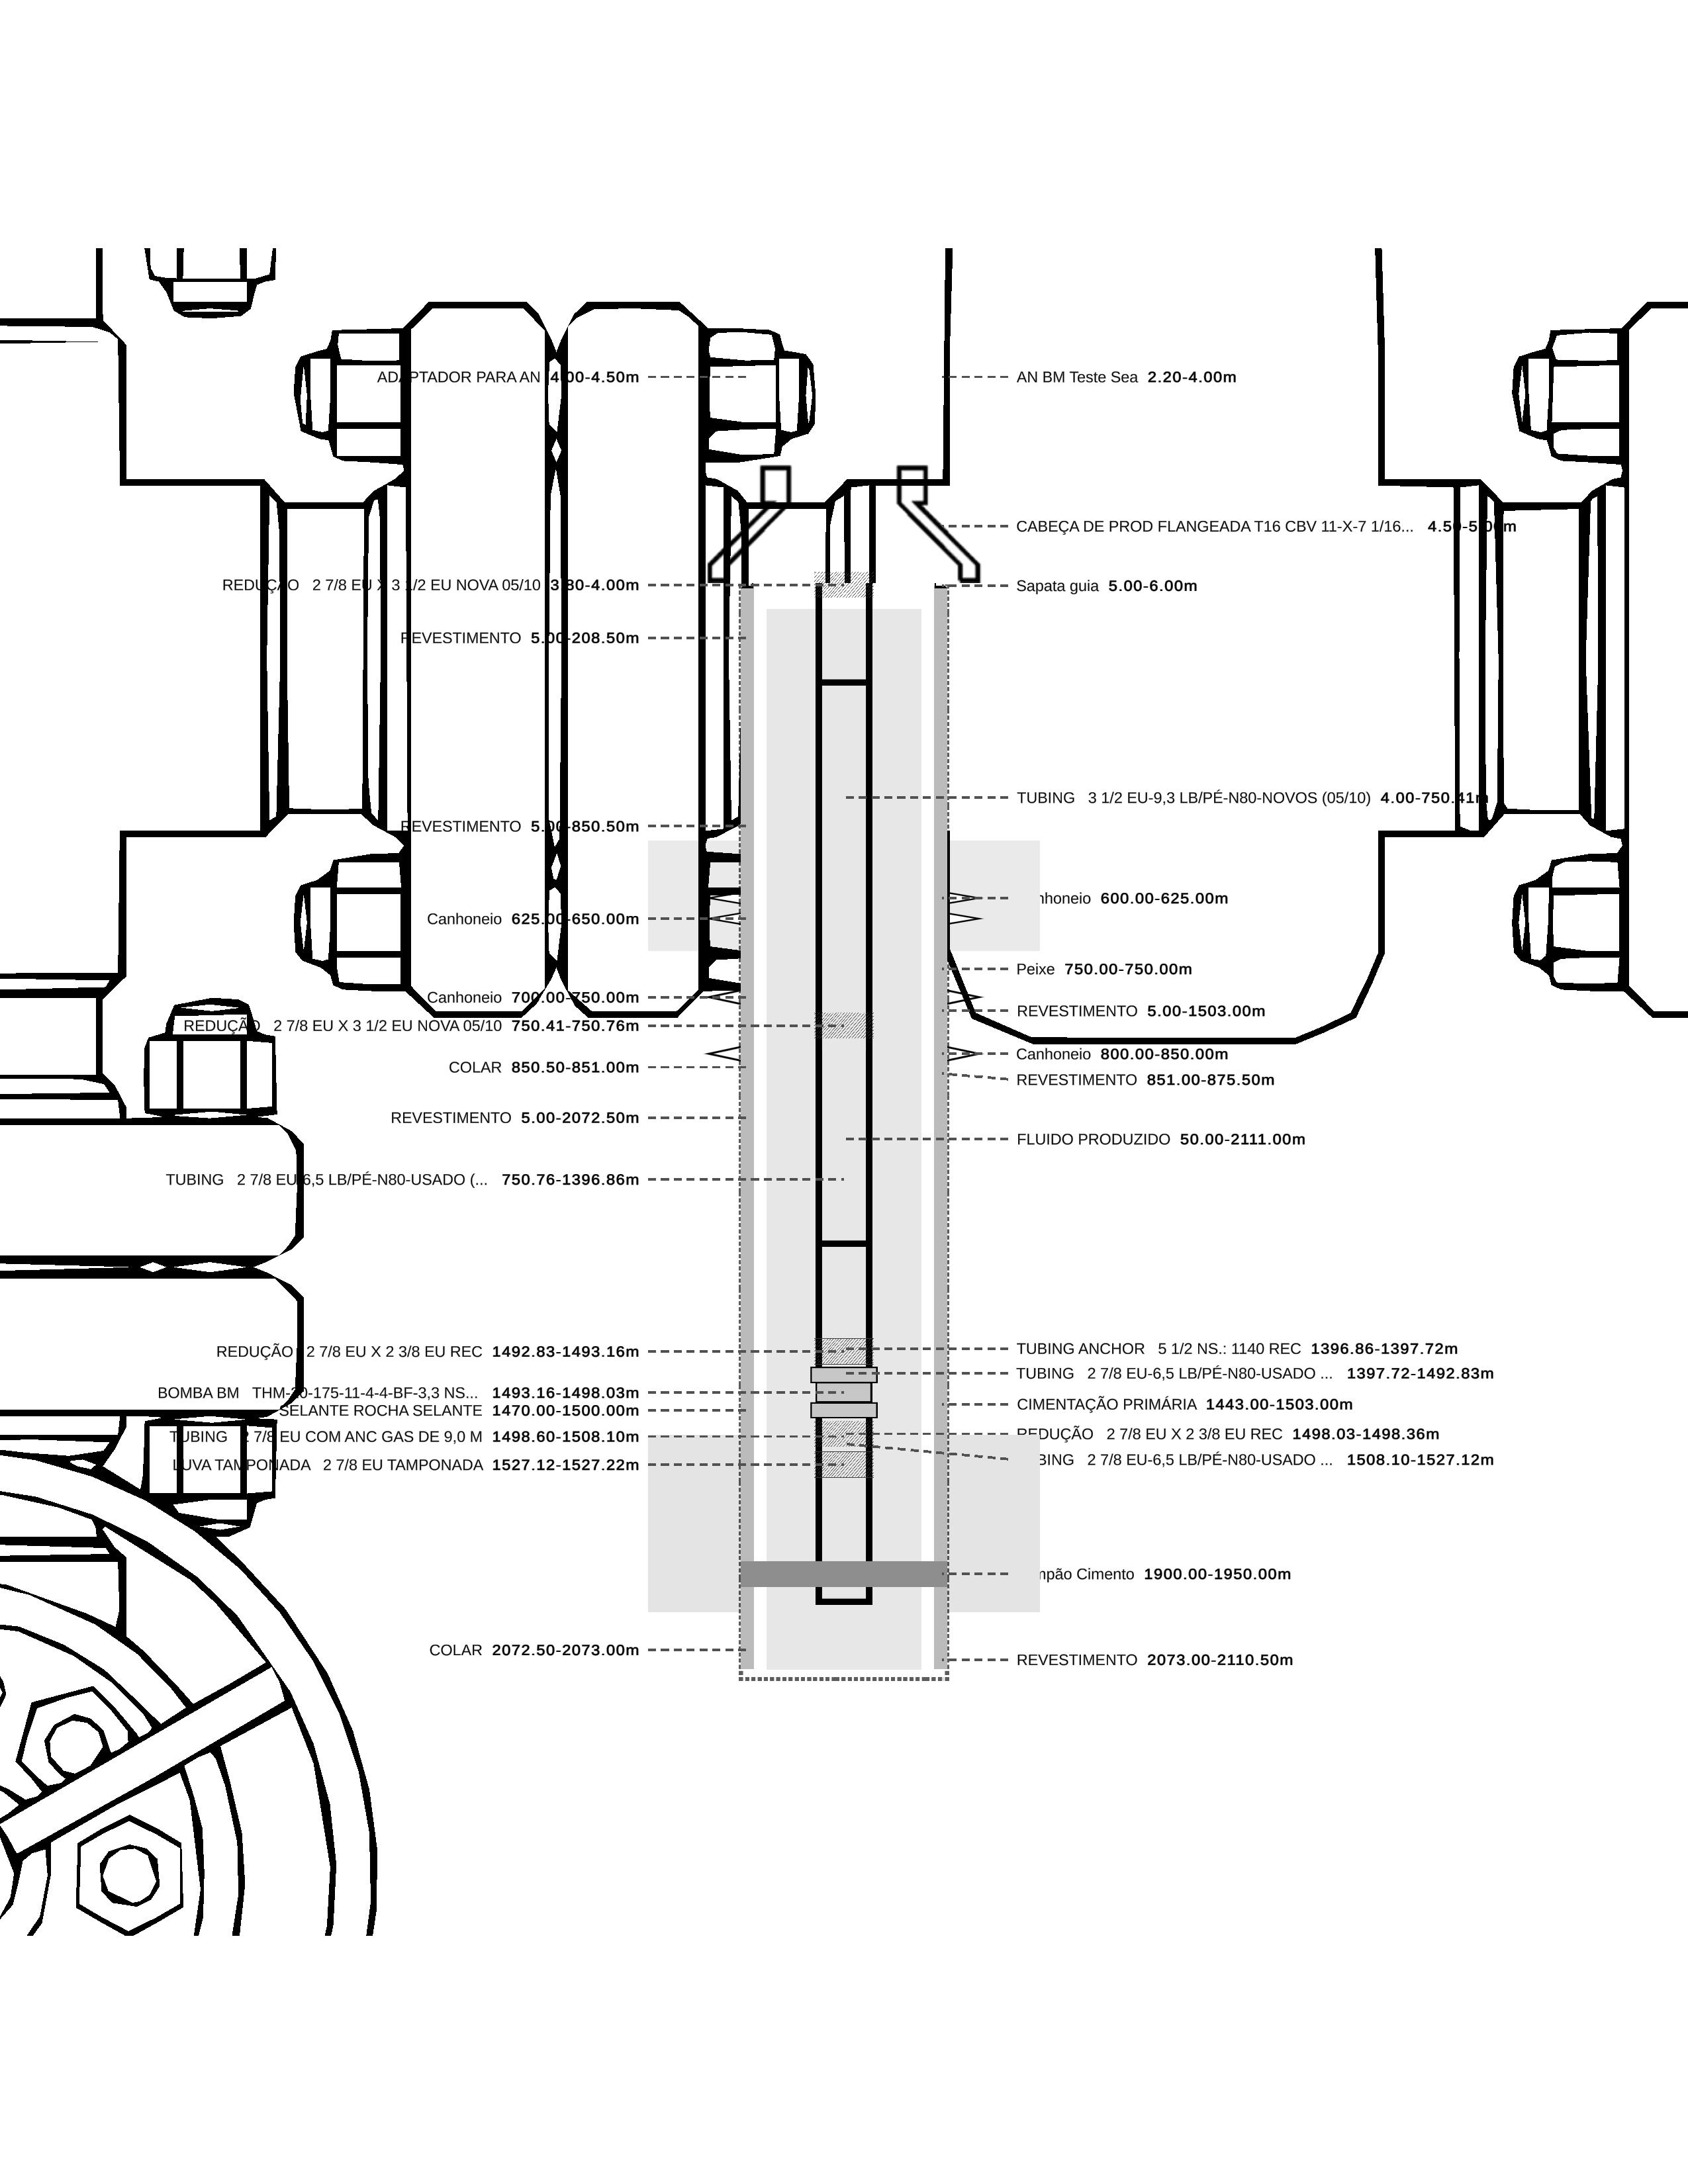 ADAPTADOR PARA AN 4.00-4.50m
AN BM Teste Sea 2.20-4.00m
CABEÇA DE PROD FLANGEADA T16 CBV 11-X-7 1/16... 4.50-5.00m
REDUÇÃO 2 7/8 EU X 3 1/2 EU NOVA 05/10 3.80-4.00m
Sapata guia 5.00-6.00m
REVESTIMENTO 5.00-208.50m
TUBING 3 1/2 EU-9,3 LB/PÉ-N80-NOVOS (05/10) 4.00-750.41m
REVESTIMENTO 5.00-850.50m
nhoneio 600.00-625.00m
Canhoneio 625.00-650.00m
Peixe 750.00-750.00m
Canhoneio 700.00-750.00m
REVESTIMENTO 5.00-1503.00m
REDUÇÃO 2 7/8 EU X 3 1/2 EU NOVA 05/10 750.41-750.76m
Canhoneio 800.00-850.00m
COLAR 850.50-851.00m
REVESTIMENTO 851.00-875.50m
REVESTIMENTO 5.00-2072.50m
FLUIDO PRODUZIDO 50.00-2111.00m
TUBING 2 7/8 EU-6,5 LB/PÉ-N80-USADO (... 750.76-1396.86m
TUBING ANCHOR 5 1/2 NS.: 1140 REC 1396.86-1397.72m
REDUÇÃO 2 7/8 EU X 2 3/8 EU REC 1492.83-1493.16m
TUBING 2 7/8 EU-6,5 LB/PÉ-N80-USADO ... 1397.72-1492.83m
BOMBA BM THM-20-175-11-4-4-BF-3,3 NS... 1493.16-1498.03m
CIMENTAÇÃO PRIMÁRIA 1443.00-1503.00m
SELANTE ROCHA SELANTE 1470.00-1500.00m
REDUÇÃO 2 7/8 EU X 2 3/8 EU REC 1498.03-1498.36m
TUBING 2 7/8 EU COM ANC GAS DE 9,0 M 1498.60-1508.10m
BING 2 7/8 EU-6,5 LB/PÉ-N80-USADO ... 1508.10-1527.12m
LUVA TAMPONADA 2 7/8 EU TAMPONADA 1527.12-1527.22m
mpão Cimento 1900.00-1950.00m
COLAR 2072.50-2073.00m
REVESTIMENTO 2073.00-2110.50m